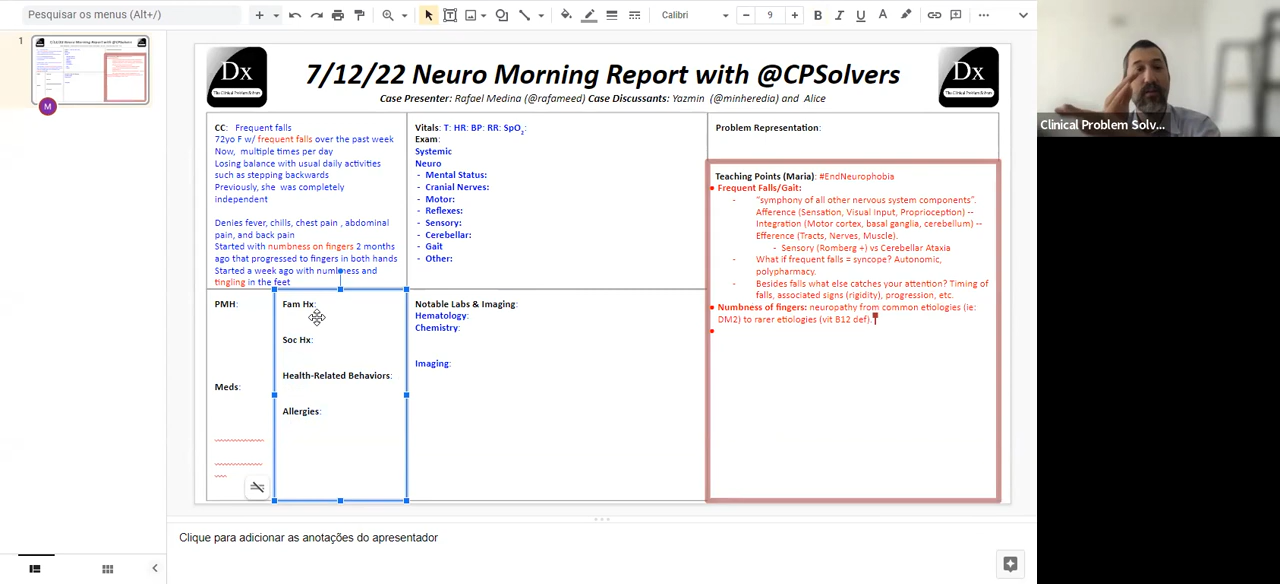 Pesquisar os menus (Alt+/)
Calibri
9
B I U A
1
M
Dx
The Clinical Problem Solvers
7/12/22 Neuro Morning Report with @CPSolvers
Case Presenter: Rafael Medina (@rafameed) Case Discussants: Yazmin (@minheredia) and Alice
Dx
The Clinical Problem Solvers
CC: Frequent falls
72yo F w/ frequent falls over the past week
Now, multiple times per day
Losing balance with usual daily activities
such as stepping backwards
Previously, she was completely
independent
Denies fever, chills, chest pain , abdominal
pain, and back pain
Started with numbness on fingers 2 months
ago that progressed to fingers in both hands
Started a week ago with numbness and
tingling in the feet
Vitals: T: HR: BP: RR: SpO2:
Exam:
Systemic
Neuro
- Mental Status:
- Cranial Nerves:
- Motor:
- Reflexes:
- Sensory:
- Cerebellar:
- Gait
- Other:
Problem Representation:
Teaching Points (Maria): #EndNeurophobia
• Frequent Falls/Gait:
- “symphony of all other nervous system components”.
Afference (Sensation, Visual Input, Proprioception) --
Integration (Motor cortex, basal ganglia, cerebellum) --
Efference (Tracts, Nerves, Muscle).
- Sensory (Romberg +) vs Cerebellar Ataxia
- What if frequent falls = syncope? Autonomic,
polypharmacy.
- Besides falls what else catches your attention? Timing of
falls, associated signs (rigidity), progression, etc.
• Numbness of fingers: neuropathy from common etiologies (ie:
DM2) to rarer etiologies (vit B12 def).
•
PMH:
Meds:
Fam Hx:
Soc Hx:
Health-Related Behaviors:
Allergies:
Notable Labs & Imaging:
Hematology:
Chemistry:
Imaging:
Clique para adicionar as anotações do apresentador
Clinical Problem Solv...